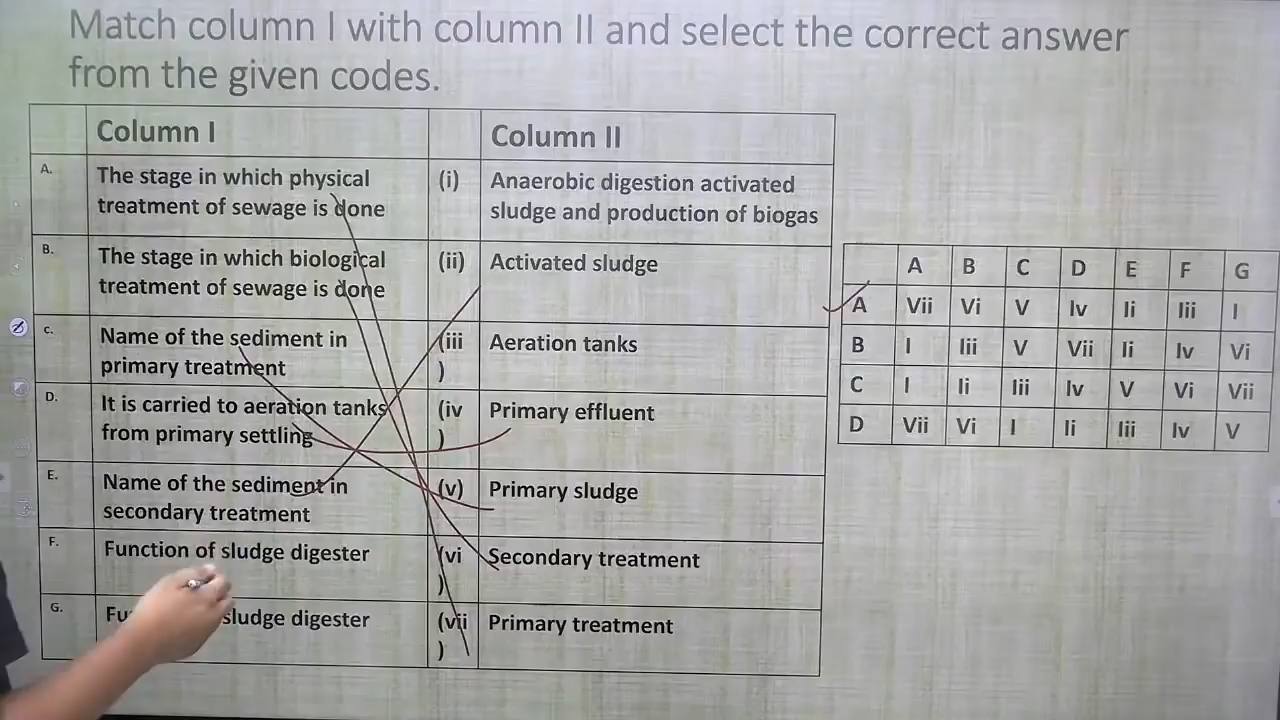 Match column I with column II and select the correct answer
from the given codes.
Column I
Column II
A.
The stage in which physical
treatment of sewage is done
(i)
Anaerobic digestion activated
sludge and production of biogas
B.
The stage in which biological
treatment of sewage is done
(ii)
Activated sludge
C.
Name of the sediment in
primary treatment
(iii
)
Aeration tanks
D.
It is carried to aeration tanks
from primary settling
(iv
)
Primary effluent
E.
Name of the sediment in
secondary treatment
(v)
Primary sludge
F.
Function of sludge digester
(vi
)
Secondary treatment
G.
sludge digester
(vii
)
Primary treatment
A B C D E F G
A Vii Vi V Iv Ii Iii I
B I Iii V Vii Ii Iv Vi
C I Ii Iii Iv V Vi Vii
D Vii Vi I Ii Iii Iv V